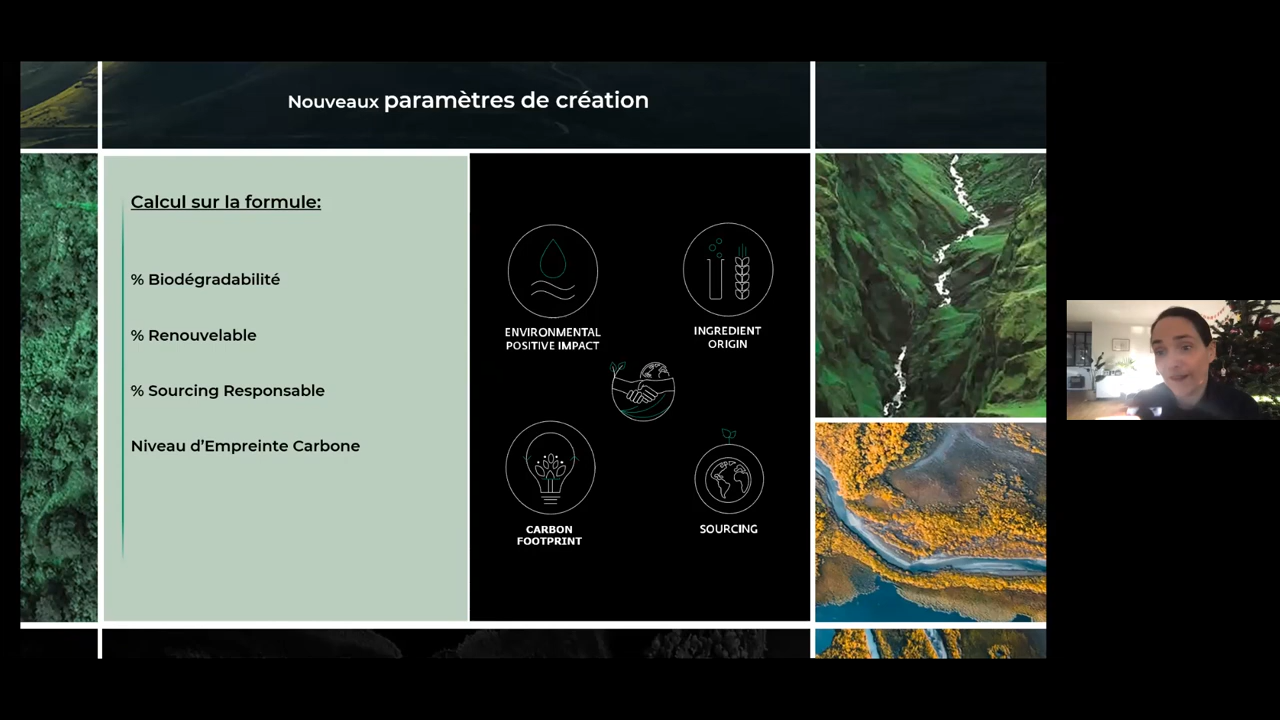 Nouveaux paramètres de création
Calcul sur la formule:
% Biodégradabilité
% Renouvelable
% Sourcing Responsable
Niveau d’Empreinte Carbone
ENVIRONMENTAL
POSITIVE IMPACT
INGREDIENT
ORIGIN
CARBON
FOOTPRINT
SOURCING